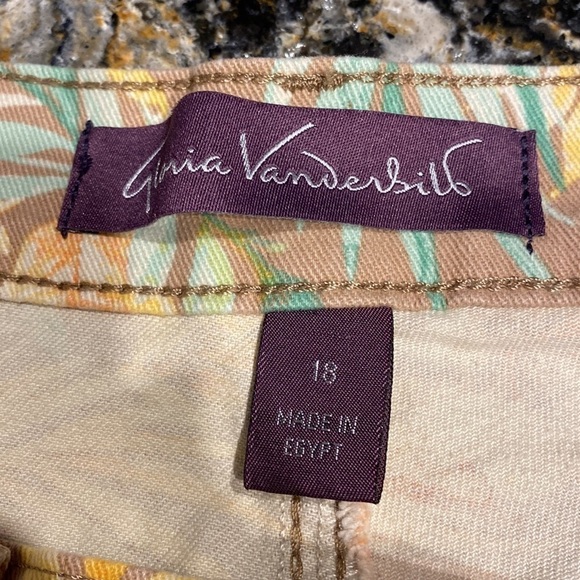 Gloria Vanderbilt
18
MADE IN
EGYPT